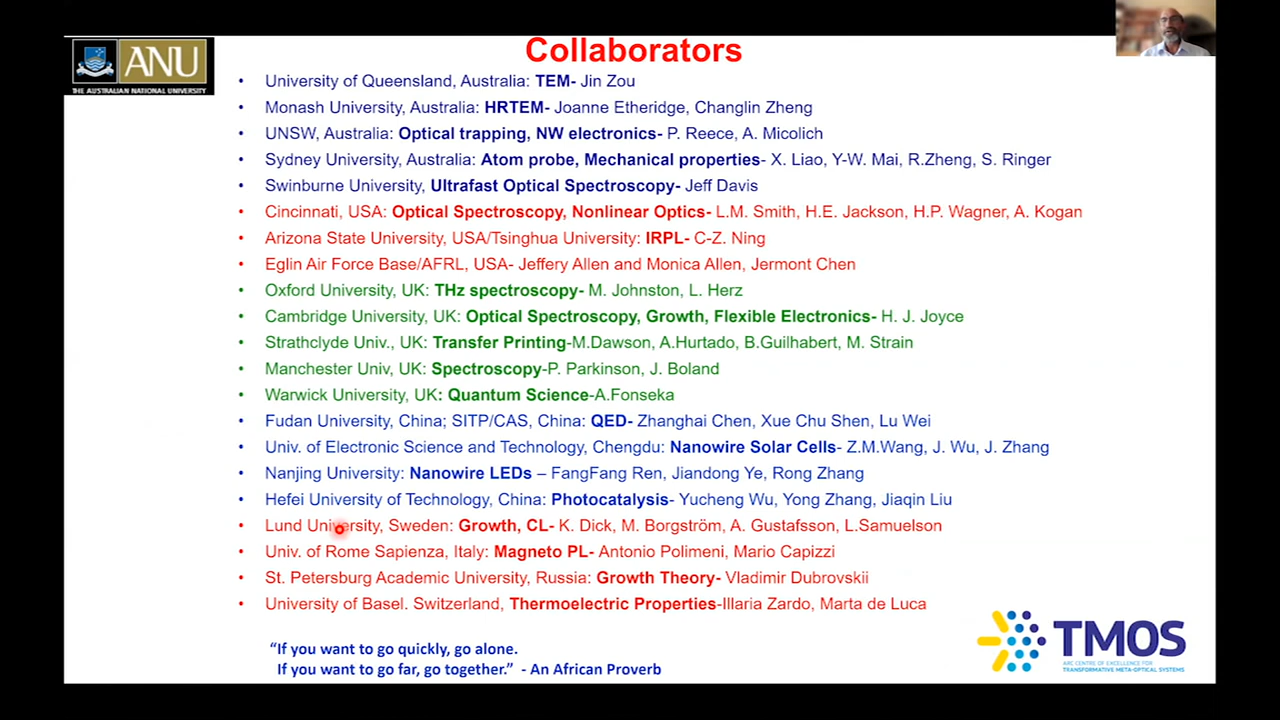 ANU
THE AUSTRALIAN NATIONAL UNIVERSITY
Collaborators
• University of Queensland, Australia: TEM- Jin Zou
• Monash University, Australia: HRTEM- Joanne Etheridge, Changlin Zheng
• UNSW, Australia: Optical trapping, NW electronics- P. Reece, A. Micolich
• Sydney University, Australia: Atom probe, Mechanical properties- X. Liao, Y-W. Mai, R.Zheng, S. Ringer
• Swinburne University, Ultrafast Optical Spectroscopy- Jeff Davis
• Cincinnati, USA: Optical Spectroscopy, Nonlinear Optics- L.M. Smith, H.E. Jackson, H.P. Wagner, A. Kogan
• Arizona State University, USA/Tsinghua University: IRPL- C-Z. Ning
• Eglin Air Force Base/AFRL, USA- Jeffery Allen and Monica Allen, Jermont Chen
• Oxford University, UK: THz spectroscopy- M. Johnston, L. Herz
• Cambridge University, UK: Optical Spectroscopy, Growth, Flexible Electronics- H. J. Joyce
• Strathclyde Univ., UK: Transfer Printing-M.Dawson, A.Hurtado, B.Guilhabert, M. Strain
• Manchester Univ, UK: Spectroscopy-P. Parkinson, J. Boland
• Warwick University, UK: Quantum Science-A.Fonseka
• Fudan University, China; SITP/CAS, China: QED- Zhanghai Chen, Xue Chu Shen, Lu Wei
• Univ. of Electronic Science and Technology, Chengdu: Nanowire Solar Cells- Z.M.Wang, J. Wu, J. Zhang
• Nanjing University: Nanowire LEDs – FangFang Ren, Jiandong Ye, Rong Zhang
• Hefei University of Technology, China: Photocatalysis- Yucheng Wu, Yong Zhang, Jiaqin Liu
• Lund University, Sweden: Growth, CL- K. Dick, M. Borgström, A. Gustafsson, L.Samuelson
• Univ. of Rome Sapienza, Italy: Magneto PL- Antonio Polimeni, Mario Capizzi
• St. Petersburg Academic University, Russia: Growth Theory- Vladimir Dubrovskii
• University of Basel. Switzerland, Thermoelectric Properties-Illaria Zardo, Marta de Luca
“If you want to go quickly, go alone.
If you want to go far, go together.” - An African Proverb
TMOS
ARC CENTRE OF EXCELLENCE FOR
TRANSFORMATIVE META-OPTICAL SYSTEMS